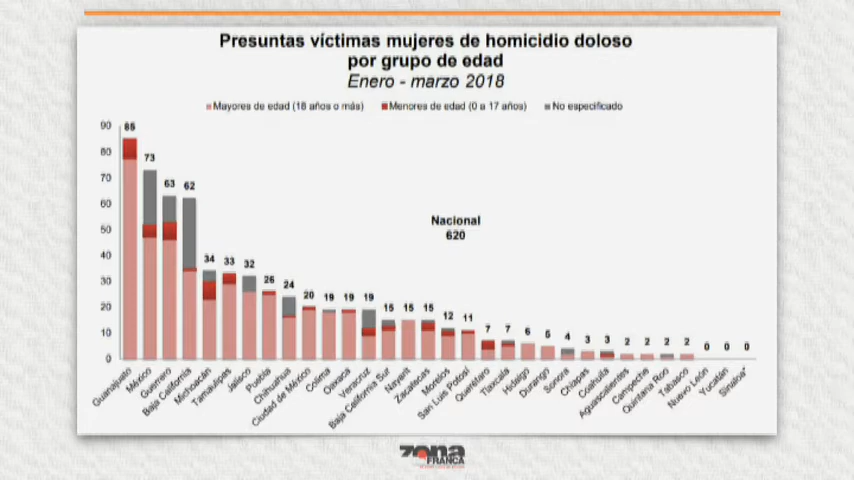 Presuntas víctimas mujeres de homicidio doloso
por grupo de edad
Enero - marzo 2018
Mayores de edad (18 años o más) Menores de edad (0 a 17 años) No especificado
90
80
70
60
50
40
30
20
10
0
85 73 63 62 34 33 32 26 24 20 19 19 19 15 15 15 12 11 7 7 6 5 4 3 3 2 2 2 2 0 0 0
Nacional
620
Guanajuato
México
Guerrero
Baja California
Michoacán
Tamaulipas
Jalisco
Puebla
Chihuahua
Ciudad de México
Colima
Oaxaca
Veracruz
Baja California Sur
Nayarit
Zacatecas
Morelos
San Luis Potosí
Querétaro
Tlaxcala
Hidalgo
Durango
Sonora
Chiapas
Coahuila
Aguascalientes
Campeche
Quintana Roo
Tabasco
Nuevo León
Yucatán
Sinaloa*
zona
FRANCA